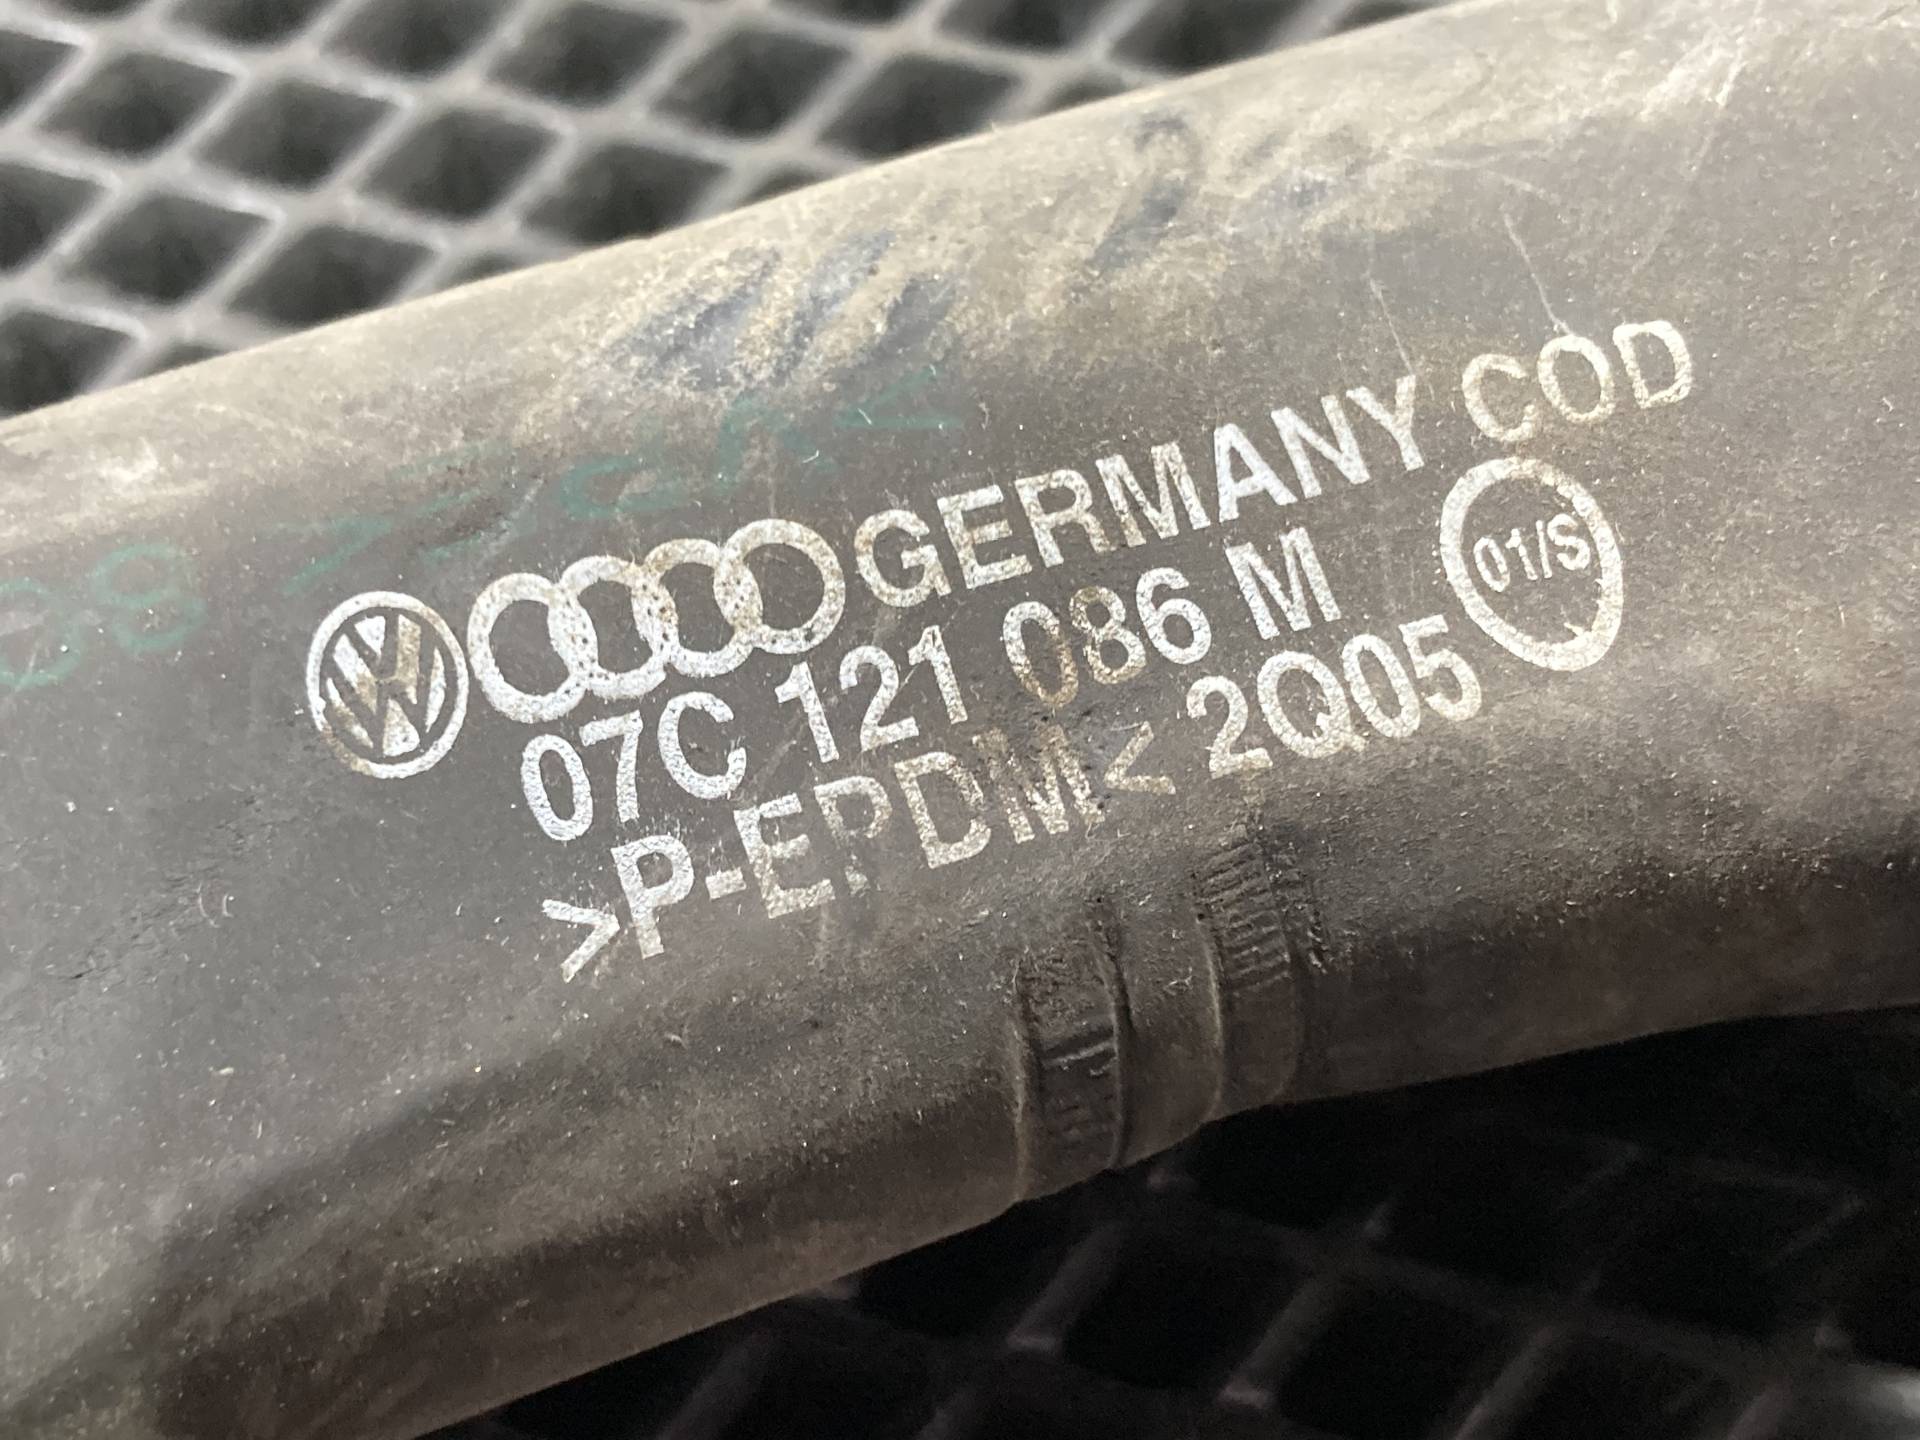 GERMANY COD
07C 121 086 M
>P-EPDM< 2Q05
01/S